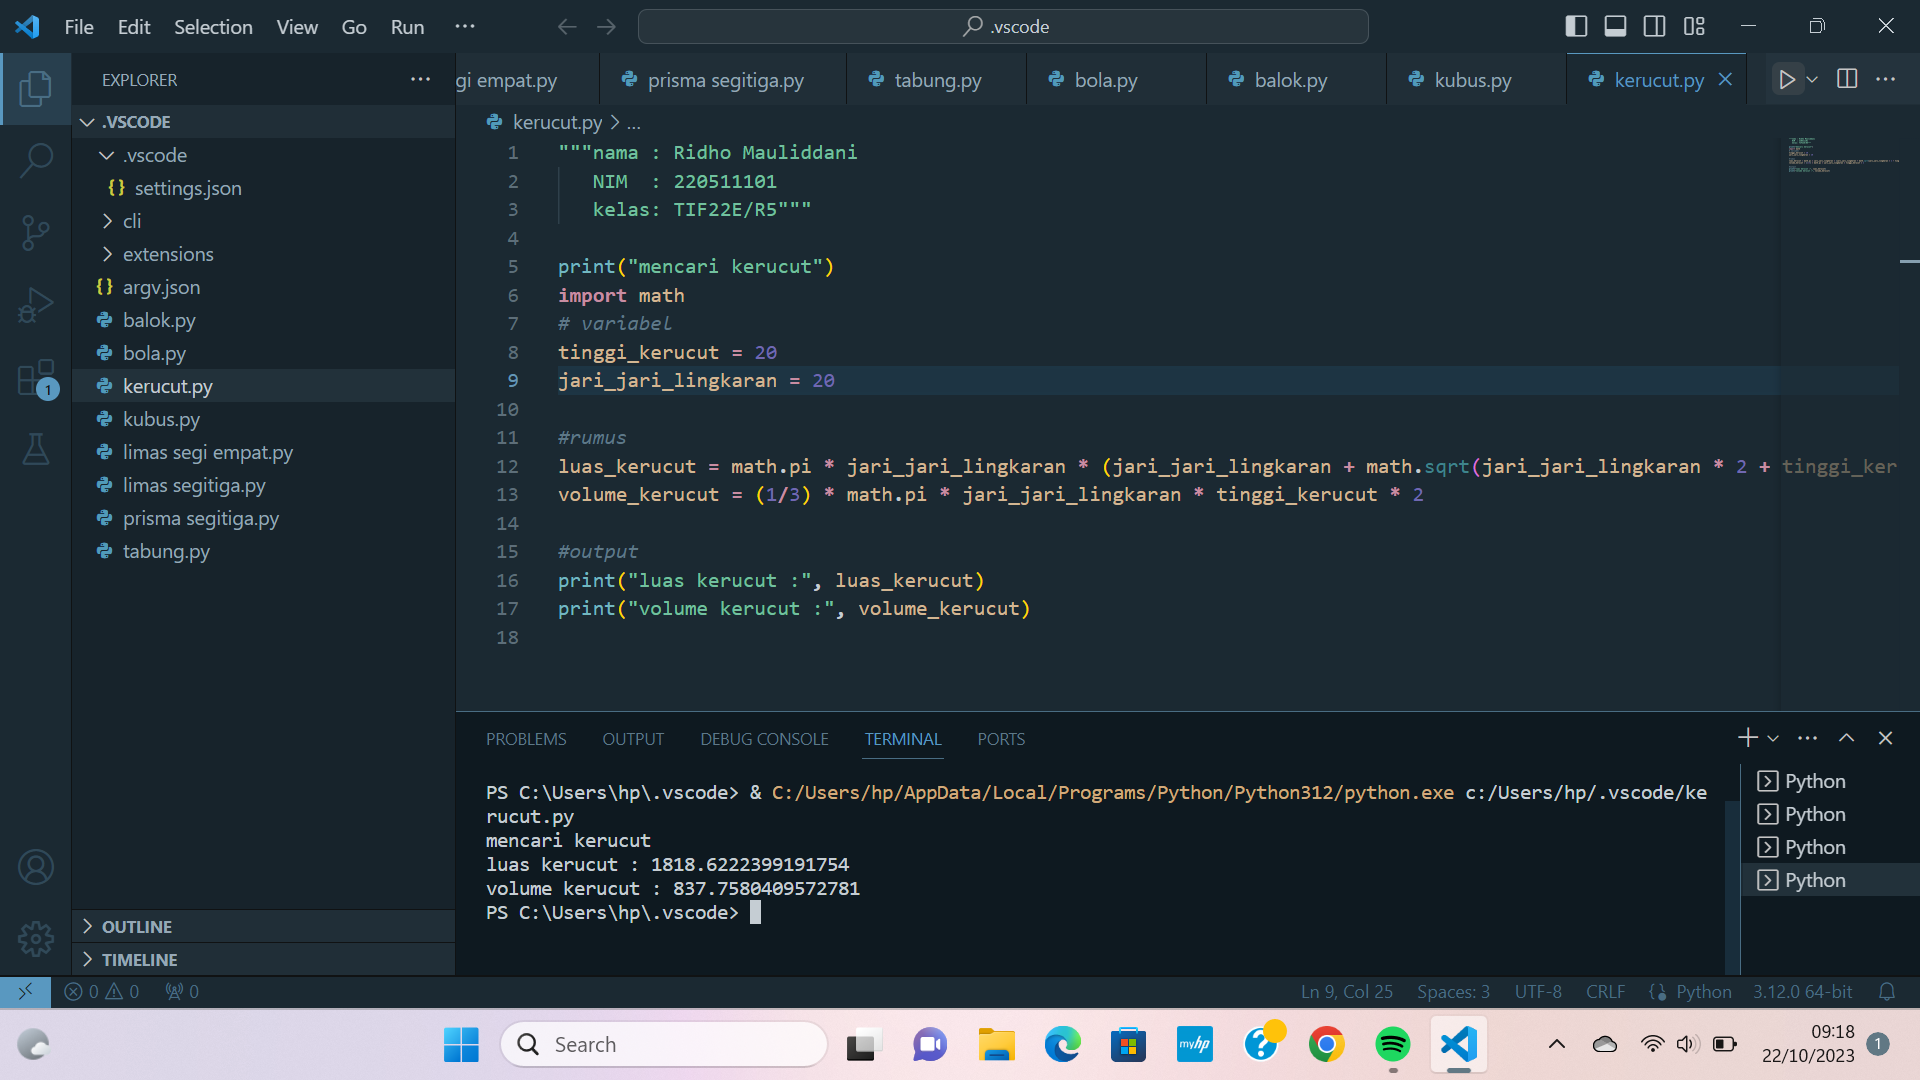 File Edit Selection View Go Run ···
.vscode
EXPLORER ···
gi empat.py prisma segitiga.py tabung.py bola.py balok.py kubus.py kerucut.py
.VSCODE
.vscode
{} settings.json
cli
extensions
{} argv.json
balok.py
bola.py
kerucut.py
kubus.py
limas segi empat.py
limas segitiga.py
prisma segitiga.py
tabung.py
OUTLINE
TIMELINE
1
kerucut.py > ...
1 """nama : Ridho Mauliddani
2 NIM  : 220511101
3 kelas: TIF22E/R5"""
4
5 print("mencari kerucut")
6 import math
7 # variabel
8 tinggi_kerucut = 20
9 jari_jari_lingkaran = 20
10
11 #rumus
12 luas_kerucut = math.pi * jari_jari_lingkaran * (jari_jari_lingkaran + math.sqrt(jari_jari_lingkaran * 2 + tinggi_ker
13 volume_kerucut = (1/3) * math.pi * jari_jari_lingkaran * tinggi_kerucut * 2
14
15 #output
16 print("luas kerucut :", luas_kerucut)
17 print("volume kerucut :", volume_kerucut)
18
PROBLEMS OUTPUT DEBUG CONSOLE TERMINAL PORTS
PS C:\Users\hp\.vscode> & C:/Users/hp/AppData/Local/Programs/Python/Python312/python.exe c:/Users/hp/.vscode/ke
rucut.py
mencari kerucut
luas kerucut : 1818.6222399191754
volume kerucut : 837.7580409572781
PS C:\Users\hp\.vscode>
Python
Python
Python
Python
0 0 0 Ln 9, Col 25 Spaces: 3 UTF-8 CRLF Python 3.12.0 64-bit
Search
myhp
09:18
22/10/2023
1